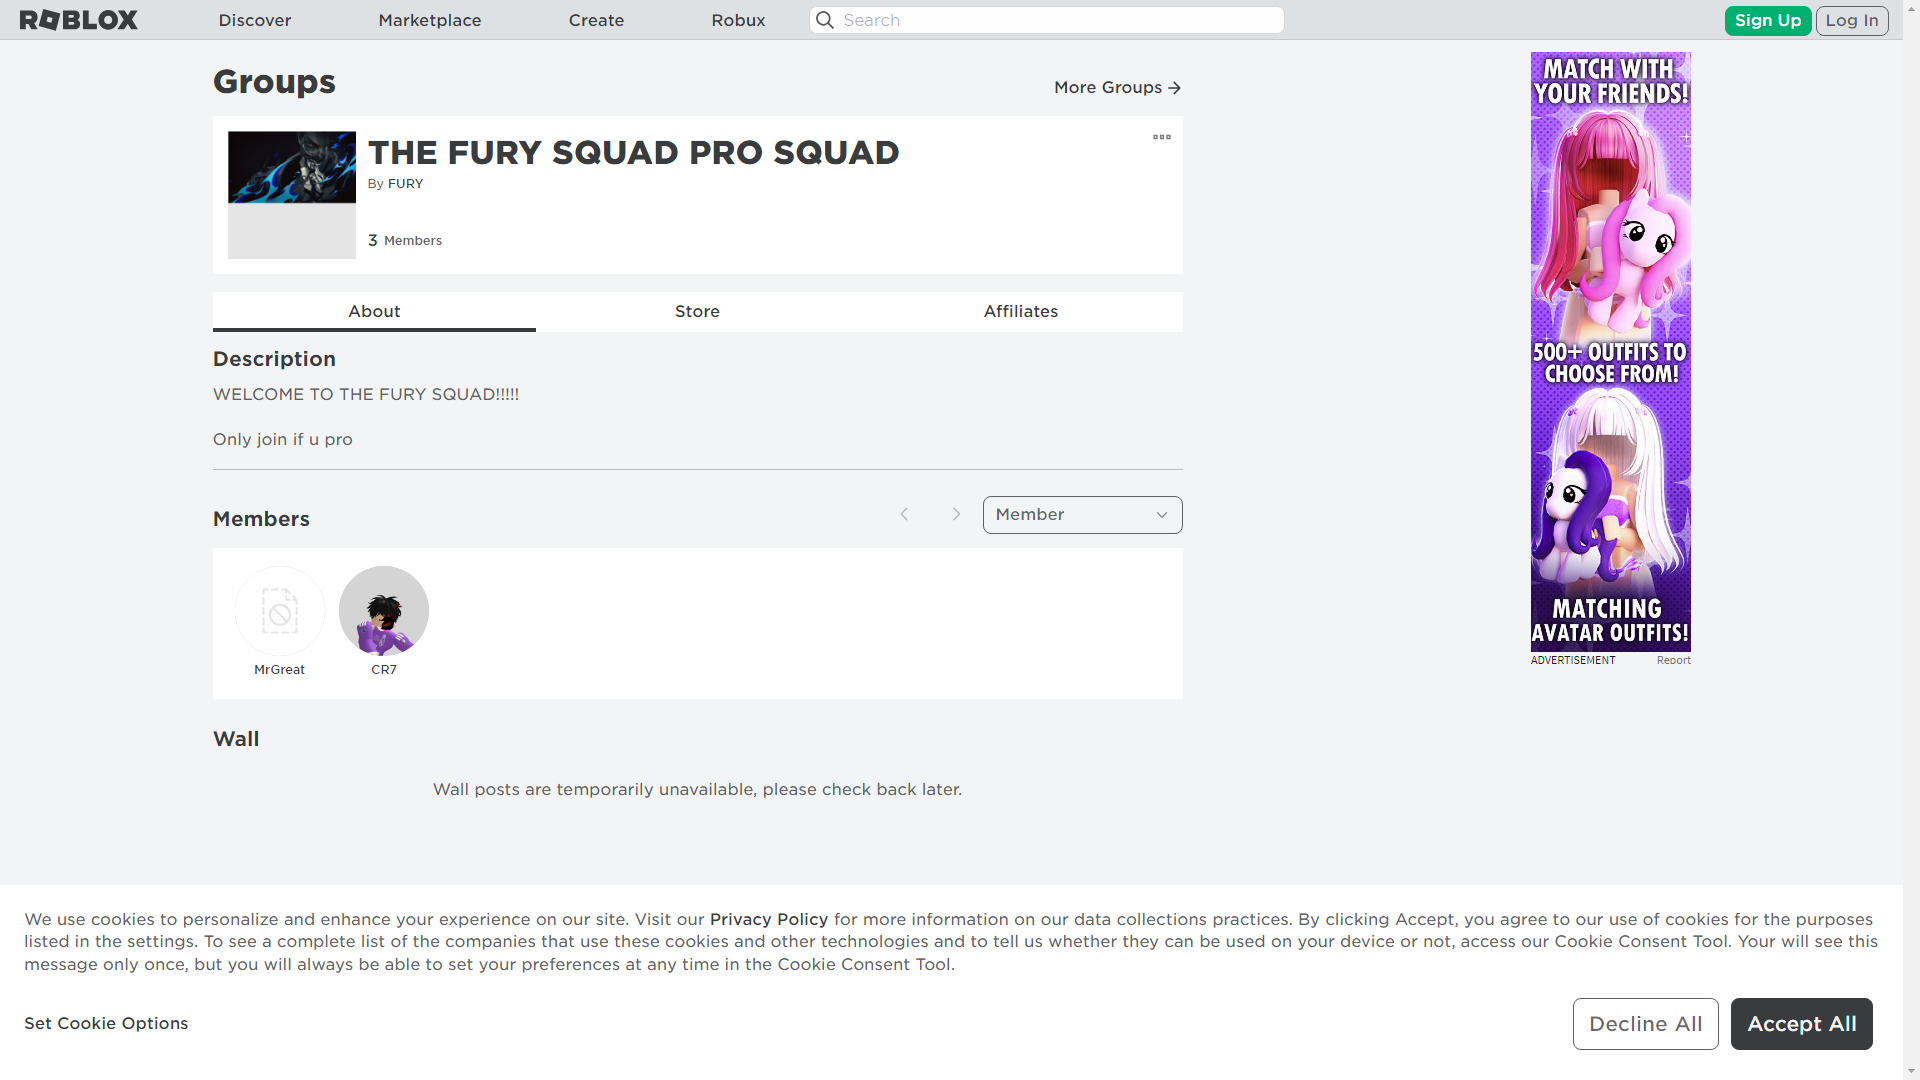 ROBLOX
Discover
Marketplace
Create
Robux
Search
Sign Up
Log In
Groups
More Groups
THE FURY SQUAD PRO SQUAD
By FURY
3 Members
About
Store
Affiliates
Description
WELCOME TO THE FURY SQUAD!!!!!
Only join if u pro
Members
Member
MrGreat
CR7
Wall
Wall posts are temporarily unavailable, please check back later.
MATCH WITH
YOUR FRIENDS!
500+ OUTFITS TO
CHOOSE FROM!
MATCHING
AVATAR OUTFITS!
ADVERTISEMENT
Report
We use cookies to personalize and enhance your experience on our site. Visit our Privacy Policy for more information on our data collections practices. By clicking Accept, you agree to our use of cookies for the purposes
listed in the settings. To see a complete list of the companies that use these cookies and other technologies and to tell us whether they can be used on your device or not, access our Cookie Consent Tool. Your will see this
message only once, but you will always be able to set your preferences at any time in the Cookie Consent Tool.
Set Cookie Options
Decline All
Accept All